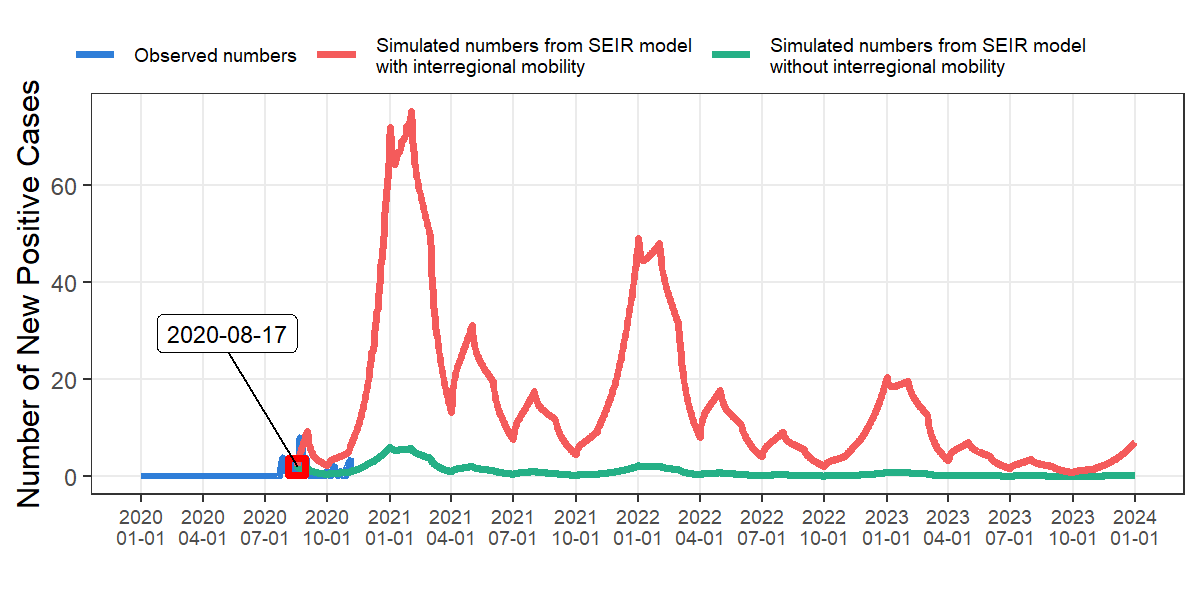 Observed numbers
Simulated numbers from SEIR model
with interregional mobility
Simulated numbers from SEIR model
without interregional mobility
Number of New Positive Cases
60
40
20
0
2020-08-17
2020 2020 2020 2020 2021 2021 2021 2021 2022 2022 2022 2022 2023 2023 2023 2023 2024
01-01 04-01 07-01 10-01 01-01 04-01 07-01 10-01 01-01 04-01 07-01 10-01 01-01 04-01 07-01 10-01 01-01